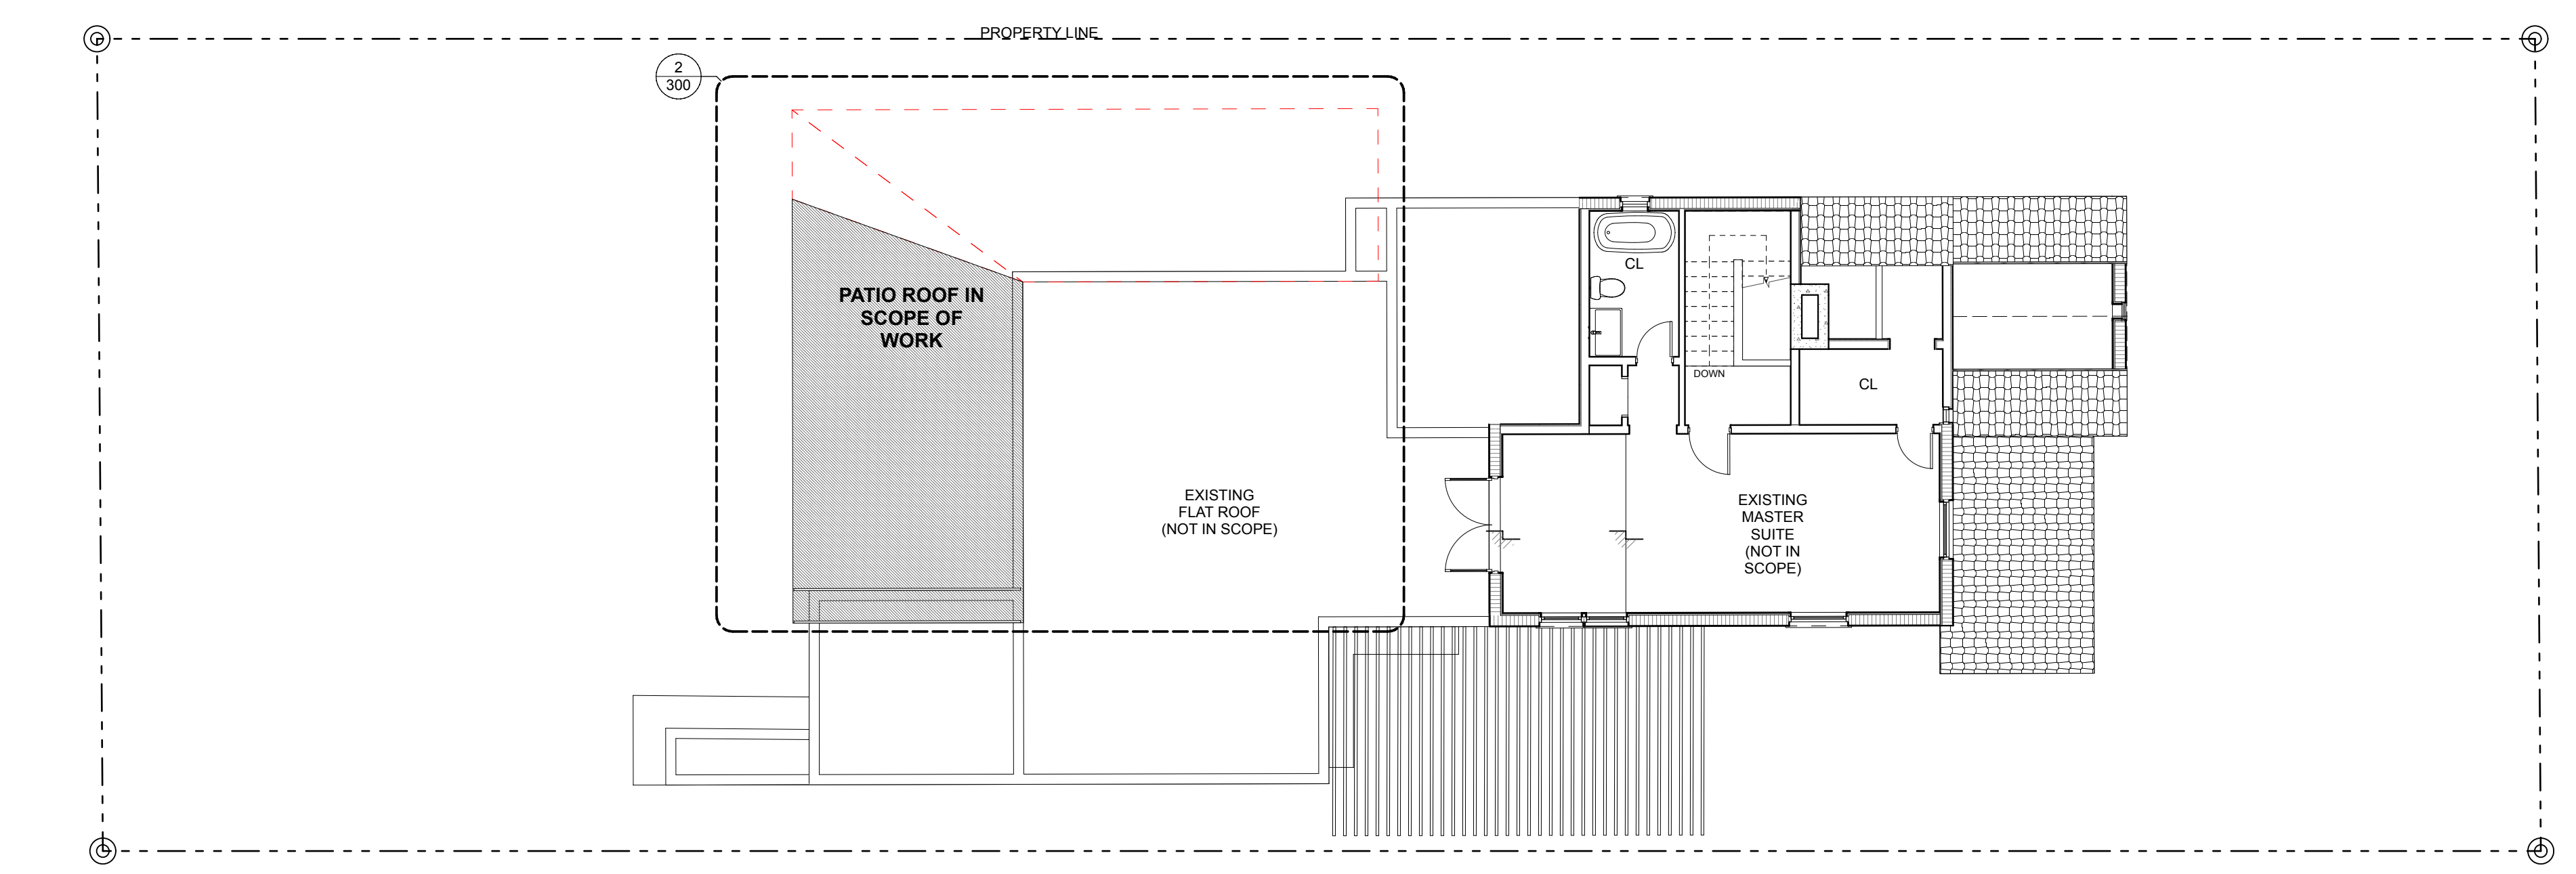 PROPERTY LINE
2
300
PATIO ROOF IN
SCOPE OF
WORK
EXISTING
FLAT ROOF
(NOT IN SCOPE)
CL
DOWN
CL
EXISTING
MASTER
SUITE
(NOT IN
SCOPE)